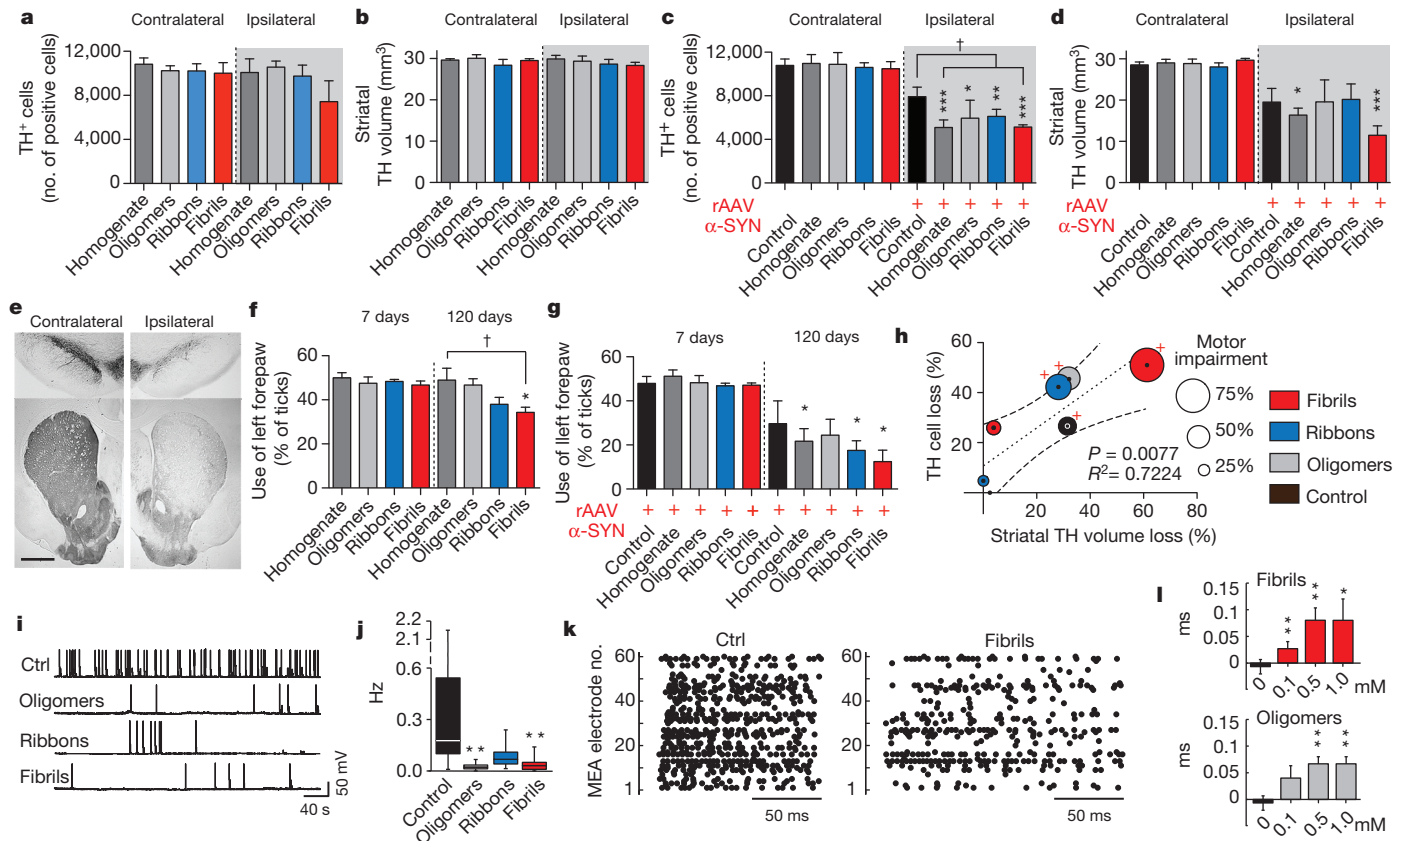 a
Contralateral
Ipsilateral
TH+ cells
(no. of positive cells)
12,000
8,000
4,000
0
Homogenate
Oligomers
Ribbons
Fibrils
Homogenate
Oligomers
Ribbons
Fibrils
b
Contralateral
Ipsilateral
Striatal
TH volume (mm3)
30
20
10
0
Homogenate
Oligomers
Ribbons
Fibrils
Homogenate
Oligomers
Ribbons
Fibrils
c
Contralateral
Ipsilateral
TH+ cells
(no. of positive cells)
12,000
8,000
4,000
0
†
***
*
**
***
rAAV
α-SYN
+ + + + +
Control
Homogenate
Oligomers
Ribbons
Fibrils
Control
Homogenate
Oligomers
Ribbons
Fibrils
d
Contralateral
Ipsilateral
Striatal
TH volume (mm3)
30
20
10
0
*
***
rAAV
α-SYN
+ + + + +
Control
Homogenate
Oligomers
Ribbons
Fibrils
Control
Homogenate
Oligomers
Ribbons
Fibrils
e
Contralateral
Ipsilateral
f
7 days
120 days
Use of left forepaw
(% of ticks)
60
40
20
0
†
*
Homogenate
Oligomers
Ribbons
Fibrils
Homogenate
Oligomers
Ribbons
Fibrils
g
7 days
120 days
Use of lleft forepaw
(% of ticks)
60
40
20
0
*
*
*
rAAV
α-SYN
+ + + + + + + + + +
Control
Homogenate
Oligomers
Ribbons
Fibrils
Control
Homogenate
Oligomers
Ribbons
Fibrils
h
TH cell loss (%)
60
40
20
20 40 60 80
Striatal TH volume loss (%)
+
+
+
+
P = 0.0077
R2= 0.7224
Motor
impairment
75%
50%
25%
Fibrils
Ribbons
Oligomers
Control
i
Ctrl
Oligomers
Ribbons
Fibrils
50 mV
40 s
j
Hz
2.2
2.1
0.6
0.3
0.0
**
**
Control
Oligomers
Ribbons
Fibrils
k
Ctrl
Fibrils
MEA electrode no.
60
40
20
1
50 ms
60
40
20
1
50 ms
l
Fibrils
ms
0.15
0.1
0.05
0
**
**
*
0 0.1 0.5 1.0 mM
Oligomers
ms
0.15
0.1
0.05
0
**
**
0 0.1 0.5 1.0 mM